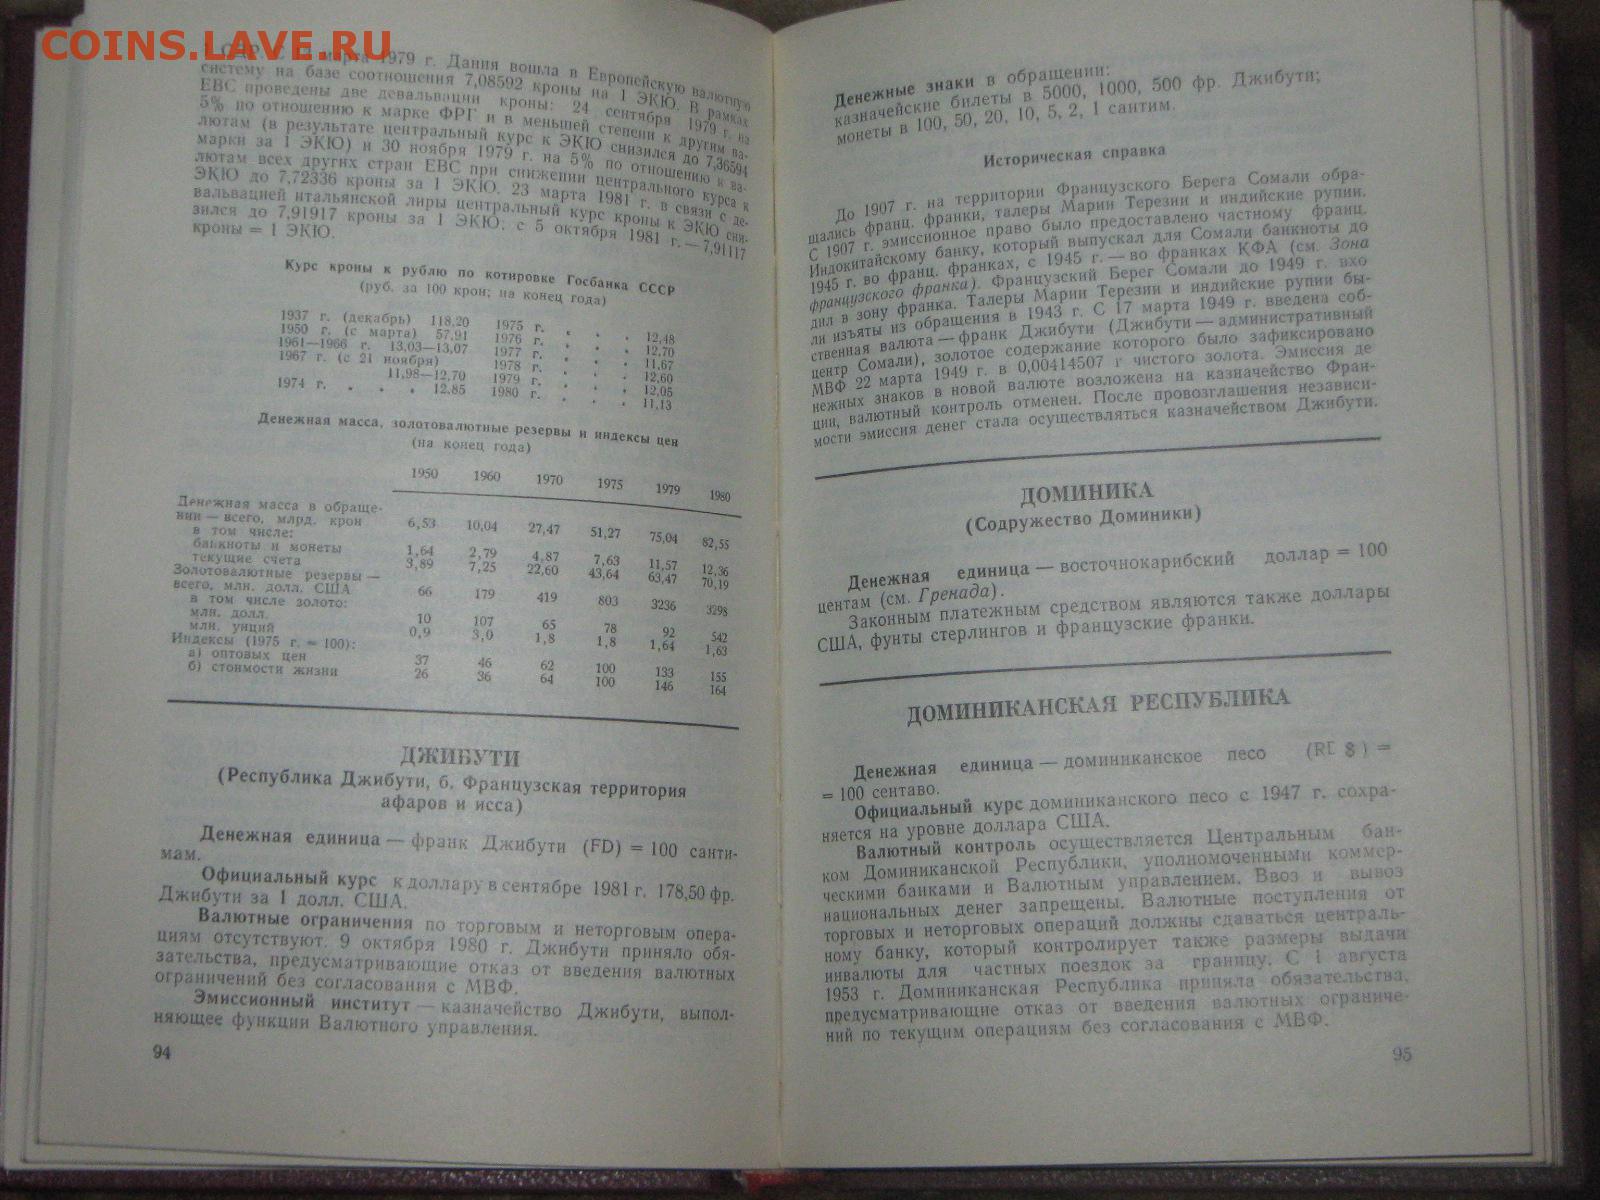 COINS.LAVE.RU
СДР. С 14 марта 1979 г. Дания вошла в Европейскую валютную
систему на базе соотношения 7,08592 кроны на 1 ЭКЮ. В рамках
ЕВС проведены две девальвации кроны: 24 сентября 1979 г. на
5% по отношению к марке ФРГ и в меньшей степени к другим ва-
лютам (в результате центральный курс к ЭКЮ снизился до 7,36594
марки за 1 ЭКЮ) и 30 ноября 1979 г. на 5% по отношению к ва-
лютам всех других стран ЕВС при снижении центрального курса к
ЭКЮ до 7,72336 кроны за 1 ЭКЮ. 23 марта 1981 г. в связи с де-
вальвацией итальянской лиры центральный курс кроны к ЭКЮ сни-
зился до 7,91917 кроны за 1 ЭКЮ; с 5 октября 1981 г. — 7,91117
кроны = 1 ЭКЮ.
Курс кроны к рублю по котировке Госбанка СССР
(руб. за 100 крон; на конец года)
1937 г. (декабрь) 118,20 1975 г. . . . 12,48
1950 г. (с марта) 57,91 1976 г. . . . 12,70
1961—1966 г. 13,03—13,07 1977 г. . . . 11,67
1967 г. (с 21 ноября) 1978 г. . . . 12,60
11,98—12,70 1979 г. . . . 12,05
1974 г. . . . 12,85 1980 г. . . . 11,13
Денежная масса, золотовалютные резервы и индексы цен
(на конец года)
1950 1960 1970 1975 1979 1980
Денежная масса в обраще-
нии — всего, млрд. крон 6,53 10,04 27,47 51,27 75,04 82,55
в том числе:
банкноты и монеты 1,64 2,79 4,87 7,63 11,57 12,36
текущие счета 3,89 7,25 22,60 43,64 63,47 70,19
Золотовалютные резервы —
всего, млн. долл. США 66 179 419 803 3236 3298
в том числе золото:
млн. долл. 10 107 65 78 92 542
млн. унций 0,9 3,0 1,8 1,8 1,64 1,63
Индексы (1975 г. = 100):
а) оптовых цен 37 46 62 100 133 155
б) стоимости жизни 26 36 64 100 146 164
ДЖИБУТИ
(Республика Джибути, б. Французская территория
афаров и исса)
Денежная единица — франк Джибути (FD) = 100 санти-
мам.
Официальный курс к доллару в сентябре 1981 г. 178,50 фр.
Джибути за 1 долл. США.
Валютные ограничения по торговым и неторговым опера-
циям отсутствуют. 9 октября 1980 г. Джибути приняло обя-
зательства, предусматривающие отказ от введения валютных
ограничений без согласования с МВФ.
Эмиссионный институт — казначейство Джибути, выпол-
няющее функции Валютного управления.
94
Денежные знаки в обращении:
казначейские билеты в 5000, 1000, 500 фр. Джибути;
монеты в 100, 50, 20, 10, 5, 2, 1 сантим.
Историческая справка
До 1907 г. на территории Французского Берега Сомали обра-
щались франц. франки, талеры Марии Терезии и индийские рупии.
С 1907 г. эмиссионное право было предоставлено частному франц.
Индокитайскому банку, который выпускал для Сомали банкноты до
1945 г. во франц. франках, с 1945 г. — во франках КФА (см. Зона
французского франка). Французский Берег Сомали до 1949 г. вхо
дил в зону франка. Талеры Марии Терезии и индийские рупии бы-
ли изъяты из обращения в 1943 г. С 17 марта 1949 г. введена соб-
ственная валюта — франк Джибути (Джибути — административный
центр Сомали), золотое содержание которого было зафиксировано
МВФ 22 марта 1949 г. в 0,00414507 г чистого золота. Эмиссия де
нежных знаков в новой валюте возложена на казначейство Фран-
ции, валютный контроль отменен. После провозглашения независи-
мости эмиссия денег стала осуществляться казначейством Джибути.
ДОМИНИКА
(Содружество Доминики)
Денежная единица — восточнокарибский доллар = 100
центам (см. Гренада).
Законным платежным средством являются также доллары
США, фунты стерлингов и французские франки.
ДОМИНИКАНСКАЯ РЕСПУБЛИКА
Денежная единица — доминиканское песо (RD $) =
= 100 сентаво.
Официальный курс доминиканского песо с 1947 г. сохра-
няется на уровне доллара США.
Валютный контроль осуществляется Центральным бан-
ком Доминиканской Республики, уполномоченными коммер-
ческими банками и Валютным управлением. Ввоз и вывоз
национальных денег запрещены. Валютные поступления от
торговых и неторговых операций должны сдаваться централь-
ному банку, который контролирует также размеры выдачи
инвалюты для частных поездок за границу. С 1 августа
1953 г. Доминиканская Республика приняла обязательства,
предусматривающие отказ от введения валютных ограниче-
ний по текущим операциям без согласования с МВФ.
95